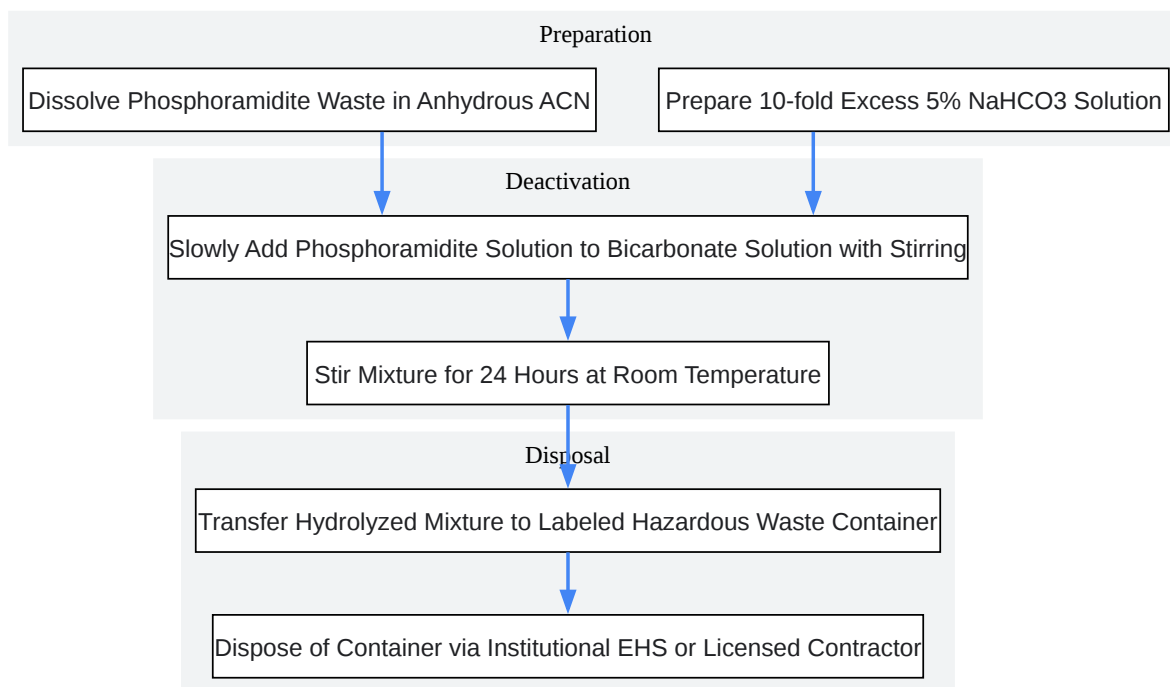 Preparation
Dissolve Phosphoramidite Waste in Anhydrous ACN
Prepare 10-fold Excess 5% NaHCO3 Solution
Deactivation
Slowly Add Phosphoramidite Solution to Bicarbonate Solution with Stirring
Stir Mixture for 24 Hours at Room Temperature
Disposal
Transfer Hydrolyzed Mixture to Labeled Hazardous Waste Container
Dispose of Container via Institutional EHS or Licensed Contractor